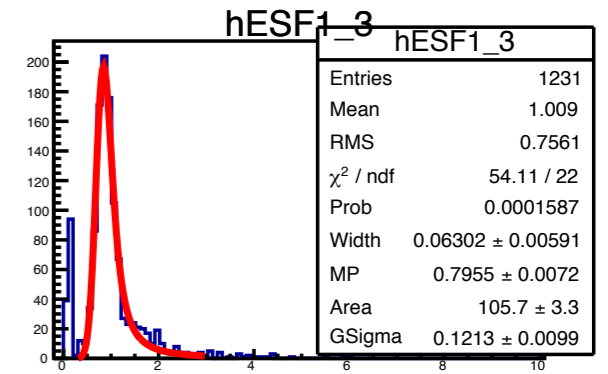 hESF1_3
hESF1_3
Entries 1231
Mean 1.009
RMS 0.7561
χ² / ndf 54.11 / 22
Prob 0.0001587
Width 0.06302 ± 0.00591
MP 0.7955 ± 0.0072
Area 105.7 ± 3.3
GSigma 0.1213 ± 0.0099
200
180
160
140
120
100
80
60
40
20
0
0 2 4 6 8 10